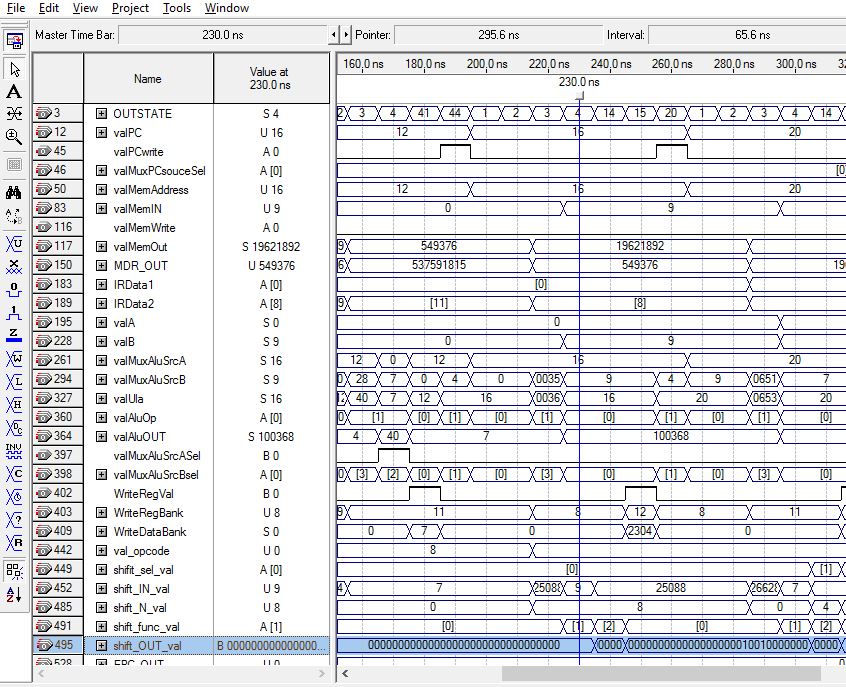 File Edit View Project Tools Window
Master Time Bar: 230.0 ns Pointer: 295.6 ns Interval: 65.6 ns
Name Value at 230.0 ns 160.0 ns 180.0 ns 200.0 ns 220.0 ns 240.0 ns 260.0 ns 280.0 ns 300.0 ns
230.0 ns
3 OUTSTATE S 4 2 3 4 41 44 1 2 3 4 14 15 20 1 2 3 4 14
12 valPC U 16 12 16 20
45 valPCwrite A 0
46 valMuxPCsouceSel A [0] [0]
50 valMemAddress U 16 12 16 20
83 valMemIN U 9 0 9
116 valMemWrite A 0
117 valMemOut S 19621892 9 549376 19621892
150 MDR_OUT U 549376 6 537591815 549376 19
183 IRData1 A [0] [0]
189 IRData2 A [8] 9 [11] [8]
195 valA S 0 0
228 valB S 9 0 9
261 valMuxAluSrcA S 16 12 0 12 16 20
294 valMuxAluSrcB S 9 0 28 7 0 4 0 0035 9 4 9 0651 7
327 valUla S 16 12 40 7 12 16 0036 16 20 0653 20
360 valAluOp A [0] [1] [0] [1] [0] [1] [0] [1] [0] [1] [0]
364 valAluOUT S 100368 4 40 7 100368
397 valMuxAluSrcASel B 0
398 valMuxAluSrcBsel A [0] 0 [3] [2] [0] [1] [0] [3] [0] [1] [0] [3] [0]
402 WriteRegVal B 0
403 WriteRegBank U 8 9 11 8 12 8 11
409 WriteDataBank S 0 0 7 0 2304 0
442 val_opcode U 0 8
449 shifit_sel_val A [0] [0] [1]
452 shift_IN_val U 9 4 7 25088 9 25088 26628 7
485 shift_N_val U 8 0 8 0 4
491 shift_func_val A [1] [0] [1] [2] [0] [1] [2]
495 shift_OUT_val B 00000000000000... 00000000000000000000000000000000 0000 00000000000000000000100100000000 0000